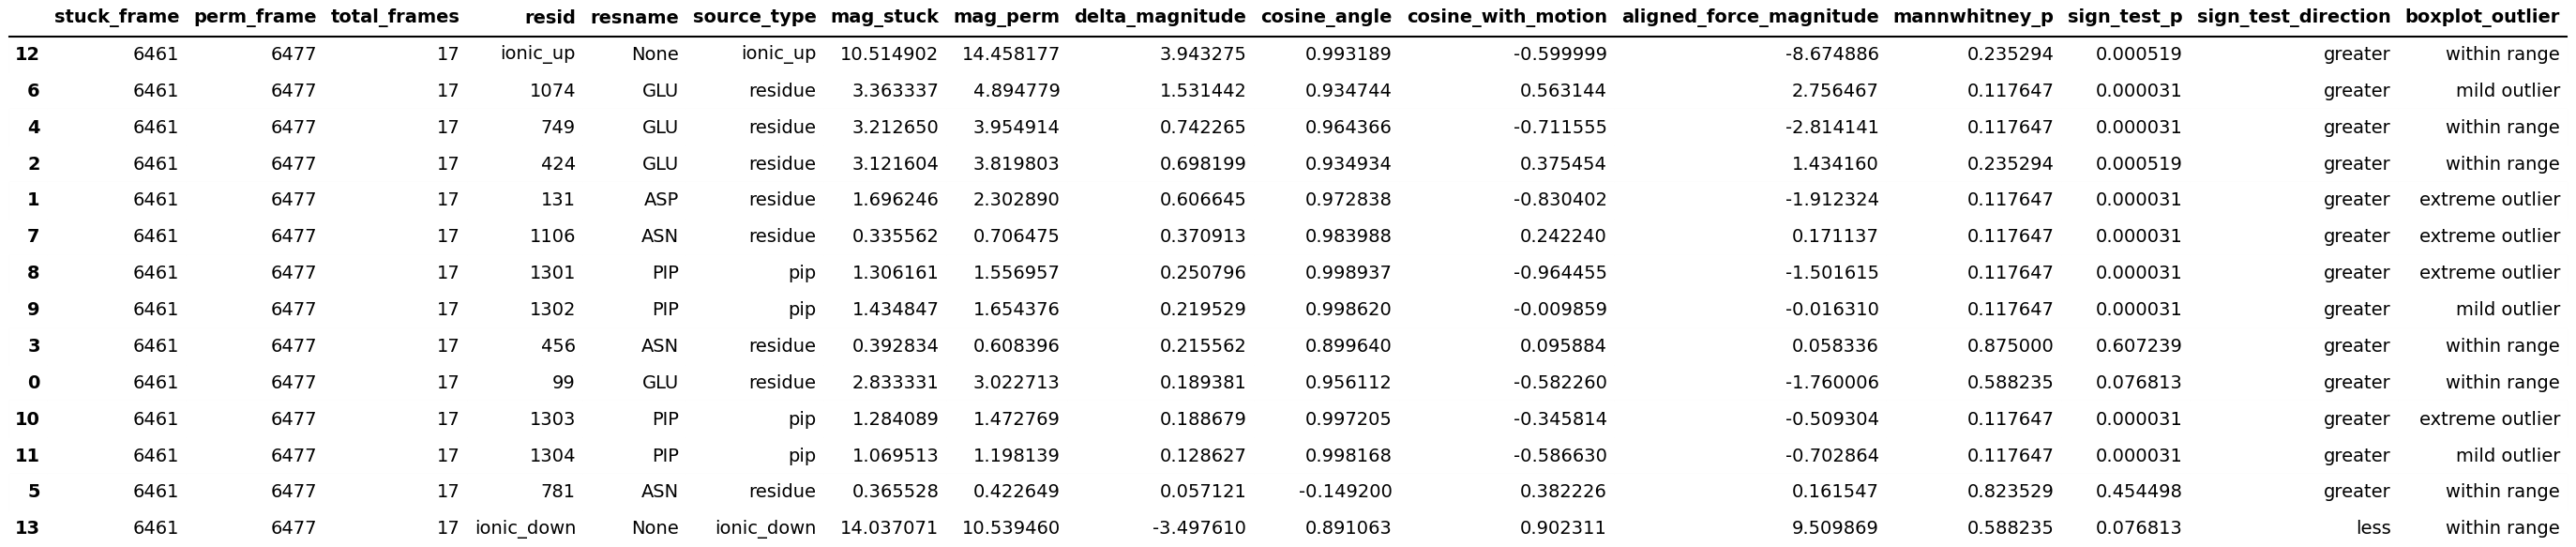 stuck_frame perm_frame total_frames resid resname source_type mag_stuck mag_perm delta_magnitude cosine_angle cosine_with_motion aligned_force_magnitude mannwhitney_p sign_test_p sign_test_direction boxplot_outlier
12 6461 6477 17 ionic_up None ionic_up 10.514902 14.458177 3.943275 0.993189 -0.599999 -8.674886 0.235294 0.000519 greater within range
6 6461 6477 17 1074 GLU residue 3.363337 4.894779 1.531442 0.934744 0.563144 2.756467 0.117647 0.000031 greater mild outlier
4 6461 6477 17 749 GLU residue 3.212650 3.954914 0.742265 0.964366 -0.711555 -2.814141 0.117647 0.000031 greater within range
2 6461 6477 17 424 GLU residue 3.121604 3.819803 0.698199 0.934934 0.375454 1.434160 0.235294 0.000519 greater within range
1 6461 6477 17 131 ASP residue 1.696246 2.302890 0.606645 0.972838 -0.830402 -1.912324 0.117647 0.000031 greater extreme outlier
7 6461 6477 17 1106 ASN residue 0.335562 0.706475 0.370913 0.983988 0.242240 0.171137 0.117647 0.000031 greater extreme outlier
8 6461 6477 17 1301 PIP pip 1.306161 1.556957 0.250796 0.998937 -0.964455 -1.501615 0.117647 0.000031 greater extreme outlier
9 6461 6477 17 1302 PIP pip 1.434847 1.654376 0.219529 0.998620 -0.009859 -0.016310 0.117647 0.000031 greater mild outlier
3 6461 6477 17 456 ASN residue 0.392834 0.608396 0.215562 0.899640 0.095884 0.058336 0.875000 0.607239 greater within range
0 6461 6477 17 99 GLU residue 2.833331 3.022713 0.189381 0.956112 -0.582260 -1.760006 0.588235 0.076813 greater within range
10 6461 6477 17 1303 PIP pip 1.284089 1.472769 0.188679 0.997205 -0.345814 -0.509304 0.117647 0.000031 greater extreme outlier
11 6461 6477 17 1304 PIP pip 1.069513 1.198139 0.128627 0.998168 -0.586630 -0.702864 0.117647 0.000031 greater mild outlier
5 6461 6477 17 781 ASN residue 0.365528 0.422649 0.057121 -0.149200 0.382226 0.161547 0.823529 0.454498 greater within range
13 6461 6477 17 ionic_down None ionic_down 14.037071 10.539460 -3.497610 0.891063 0.902311 9.509869 0.588235 0.076813 less within range